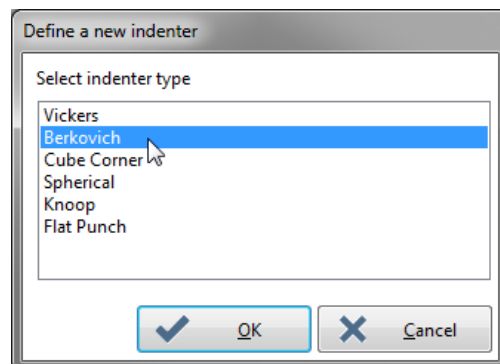 Define a new indenter
Select indenter type
Vickers
Berkovich
Cube Corner
Spherical
Knoop
Flat Punch
OK
Cancel